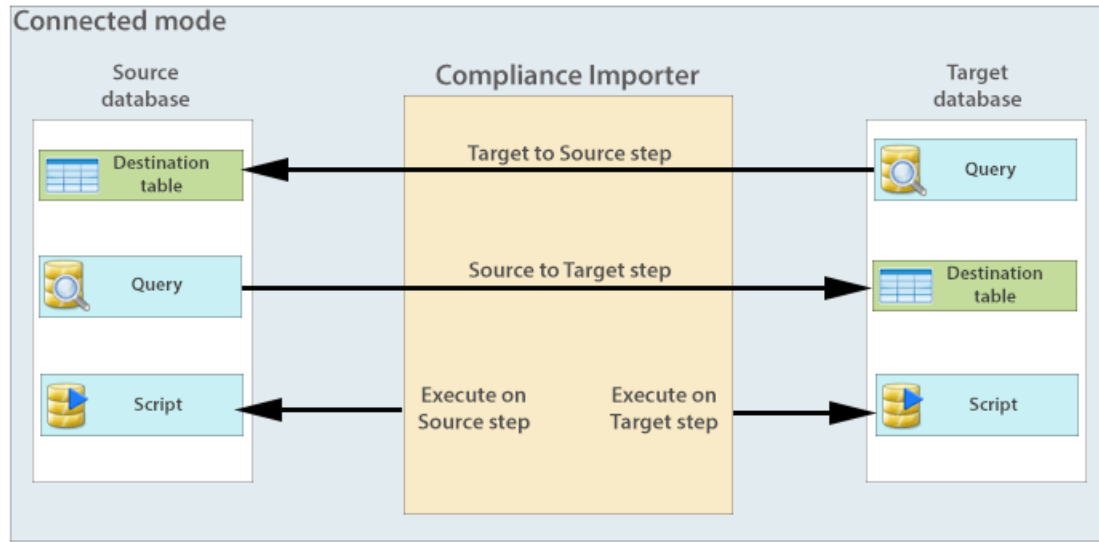 Connected mode
Source
database
Compliance Importer
Target
database
Destination
table
Target to Source step
Query
Query
Source to Target step
Destination
table
Script
Execute on
Source step
Execute on
Target step
Script